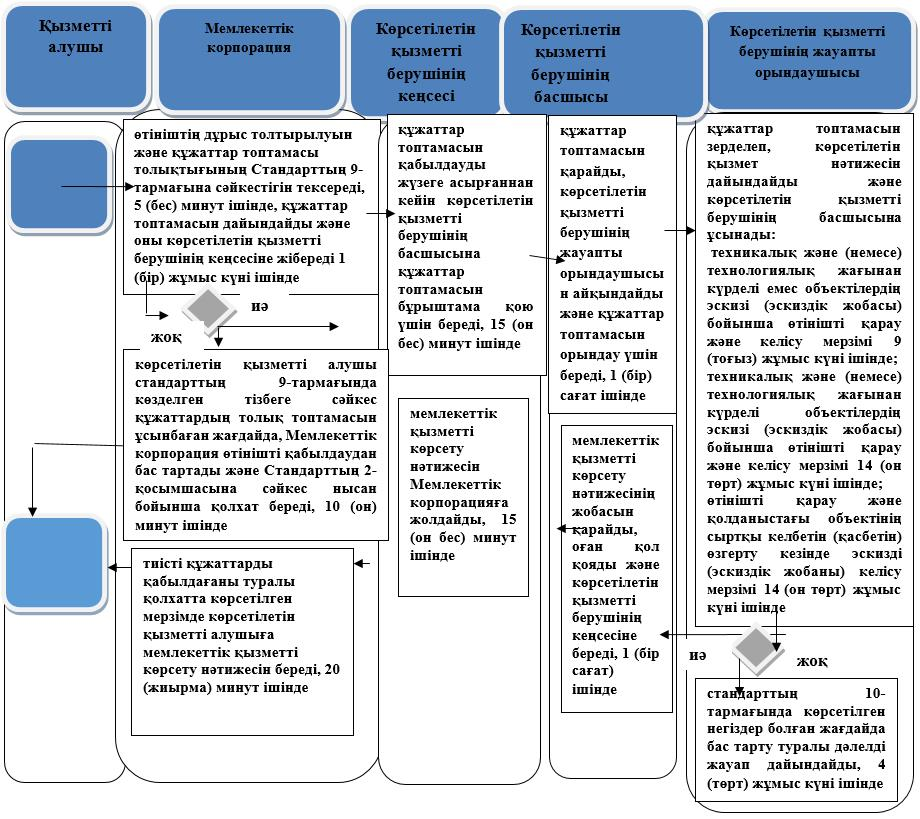 Қызметті
алушы
Мемлекеттік
корпорация
Көрсетілетін
қызметті
берушінің
кеңсесі
Көрсетілетін
қызметті
берушінің
басшысы
Көрсетілетін қызметті
берушінің жауапты
орындаушысы
өтініштің дұрыс толтырылуын
және құжаттар топтамасы
толықтығының Стандарттың 9-
тармағына сәйкестігін тексереді,
5 (бес) минут ішінде, құжаттар
топтамасын дайындайды және
оны көрсетілетін қызметті
берушінің кеңсесіне жібереді 1
(бір) жұмыс күні ішінде
иә
жоқ
көрсетілетін қызметті алушы
стандарттың 9-тармағында
көзделген тізбеге сәйкес
құжаттардың толық топтамасын
ұсынбаған жағдайда, Мемлекеттік
корпорация өтінішті қабылдаудан
бас тартады және Стандарттың 2-
қосымшасына сәйкес нысан
бойынша қолхат береді, 10 (он)
минут ішінде
тиісті құжаттарды
қабылдағаны туралы
қолхатта көрсетілген
мерзімде көрсетілетін
қызметті алушыға
мемлекеттік қызметті
көрсету нәтижесін береді, 20
(жиырма) минут ішінде
құжаттар
топтамасын
қабылдауды
жүзеге асырғаннан
кейін көрсетілетін
қызметті
берушінің
басшысына
құжаттар
топтамасын
бұрыштама қою
үшін береді, 15 (он
бес) минут ішінде
мемлекеттік
қызметті
көрсету
нәтижесін
Мемлекеттік
корпорацияға
жолдайды, 15
(он бес) минут
ішінде
құжаттар
топтамасын
қарайды,
көрсетілетін
қызметті
берушінің
жауапты
орындаушысы
н айқындайды
және құжаттар
топтамасын
орындау үшін
береді, 1 (бір)
сағат ішінде
мемлекеттік
қызметті
көрсету
нәтижесінің
жобасын
қарайды,
оған қол
қояды және
көрсетілетін
қызметті
берушінің
кеңсесіне
береді, 1 (бір
сағат)
ішінде
құжаттар топтамасын
зерделеп, көрсетілетін
қызмет нәтижесін
дайындайды және
көрсетілетін қызметті
берушінің басшысына
ұсынады:
техникалық және (немесе)
технологиялық жағынан
күрделі емес объектілердің
эскизі (эскиздік жобасы)
бойынша өтінішті қарау
және келісу мерзімі 9
(тоғыз) жұмыс күні ішінде;
техникалық және (немесе)
технологиялық жағынан
күрделі объектілердің
эскизі (эскиздік жобасы)
бойынша өтінішті қарау
және келісу мерзімі 14 (он
төрт) жұмыс күні ішінде;
өтінішті қарау және
қолданыстағы объектінің
сыртқы келбетін (қасбетін)
өзгерту кезінде эскизді
(эскиздік жобаны) келісу
мерзімі 14 (он төрт) жұмыс
күні ішінде
иә
жоқ
стандарттың 10-
тармағында көрсетілген
негіздер болған жағдайда
бас тарту туралы дәлелді
жауап дайындайды, 4
(төрт) жұмыс күні ішінде